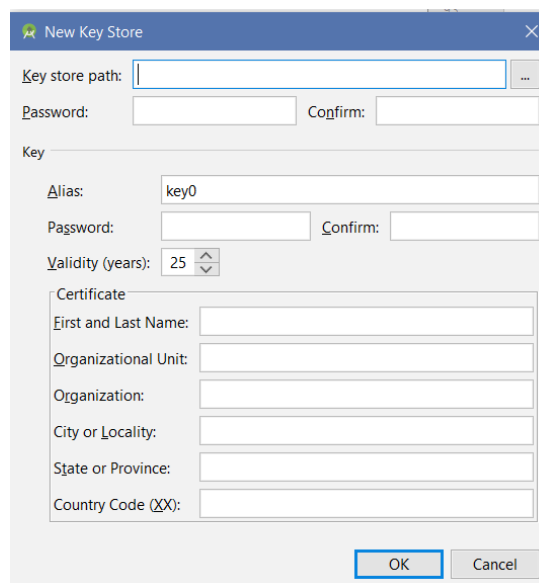 New Key Store
Key store path: ...
Password: Confirm:
Key
Alias: key0
Password: Confirm:
Validity (years): 25
Certificate
First and Last Name:
Organizational Unit:
Organization:
City or Locality:
State or Province:
Country Code (XX):
OK Cancel